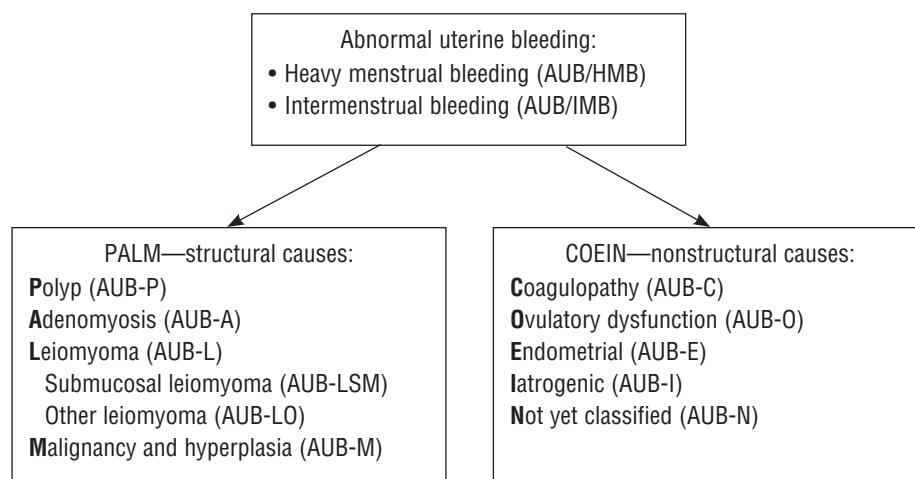 Abnormal uterine bleeding:
• Heavy menstrual bleeding (AUB/HMB)
• Intermenstrual bleeding (AUB/IMB)
PALM—structural causes:
Polyp (AUB-P)
Adenomyosis (AUB-A)
Leiomyoma (AUB-L)
Submucosal leiomyoma (AUB-LSM)
Other leiomyoma (AUB-LO)
Malignancy and hyperplasia (AUB-M)
COEIN—nonstructural causes:
Coagulopathy (AUB-C)
Ovulatory dysfunction (AUB-O)
Endometrial (AUB-E)
Iatrogenic (AUB-I)
Not yet classified (AUB-N)